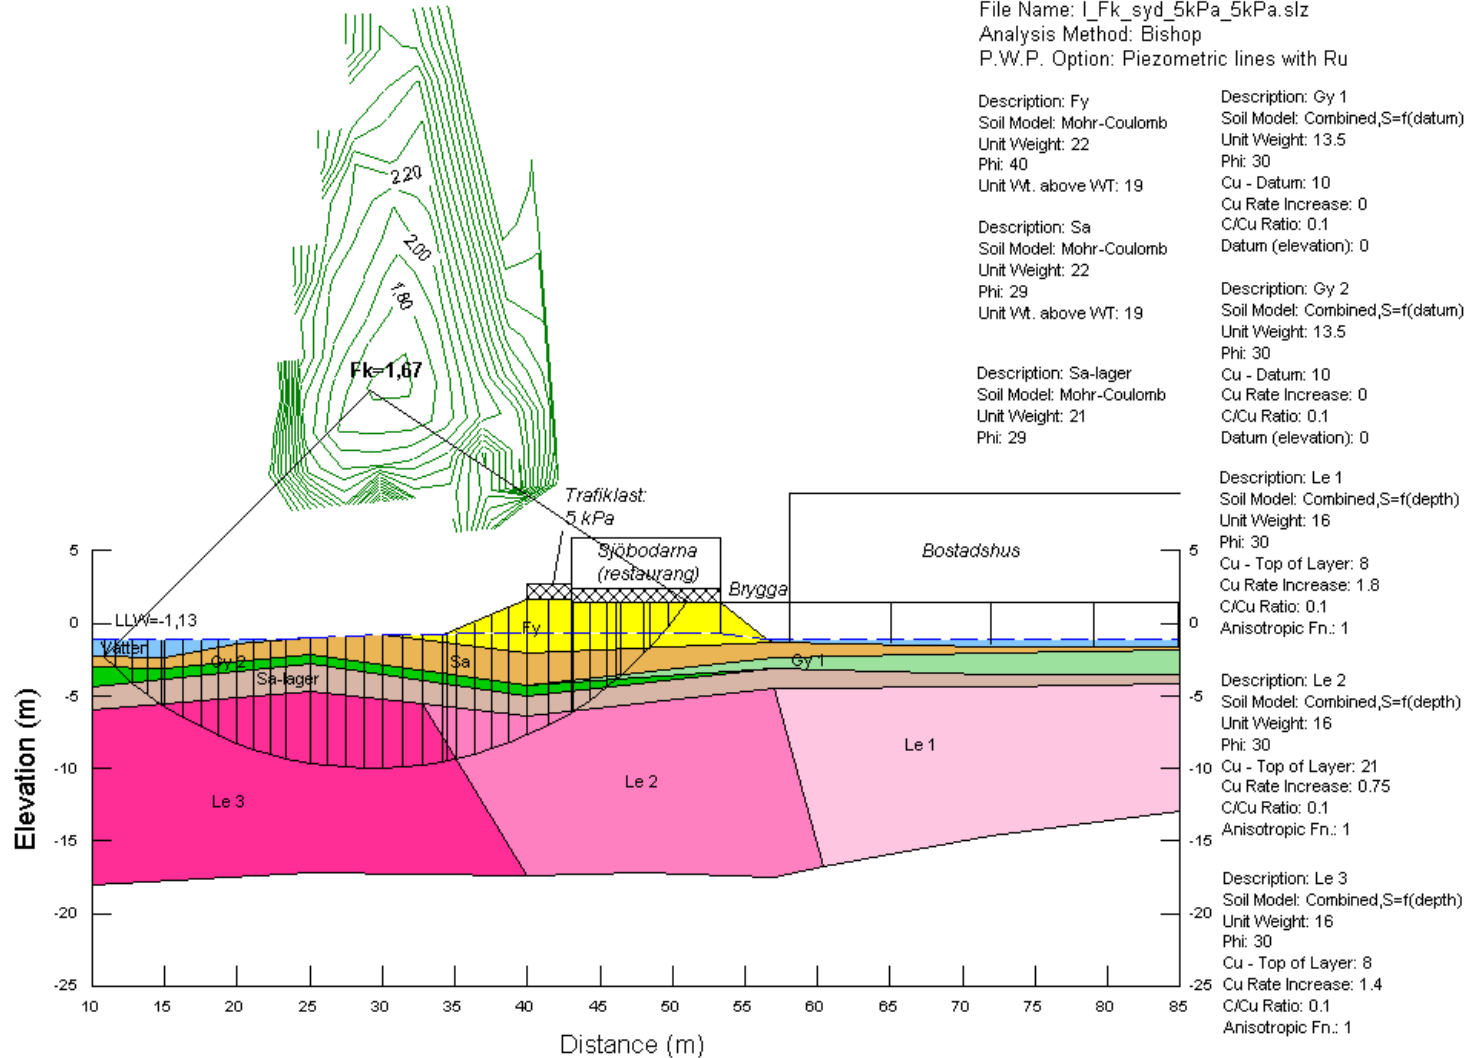 File Name: I_Fk_syd_5kPa_5kPa.slz
Analysis Method: Bishop
P.W.P. Option: Piezometric lines with Ru
Description: Fy
Soil Model: Mohr-Coulomb
Unit Weight: 22
Phi: 40
Unit Wt. above WT: 19
Description: Sa
Soil Model: Mohr-Coulomb
Unit Weight: 22
Phi: 29
Unit Wt. above WT: 19
Description: Sa-lager
Soil Model: Mohr-Coulomb
Unit Weight: 21
Phi: 29
Description: Gy 1
Soil Model: Combined,S=f(datum)
Unit Weight: 13.5
Phi: 30
Cu - Datum: 10
Cu Rate Increase: 0
C/Cu Ratio: 0.1
Datum (elevation): 0
Description: Gy 2
Soil Model: Combined,S=f(datum)
Unit Weight: 13.5
Phi: 30
Cu - Datum: 10
Cu Rate Increase: 0
C/Cu Ratio: 0.1
Datum (elevation): 0
Description: Le 1
Soil Model: Combined,S=f(depth)
Unit Weight: 16
Phi: 30
Cu - Top of Layer: 8
Cu Rate Increase: 1.8
C/Cu Ratio: 0.1
Anisotropic Fn.: 1
Description: Le 2
Soil Model: Combined,S=f(depth)
Unit Weight: 16
Phi: 30
Cu - Top of Layer: 21
Cu Rate Increase: 0.75
C/Cu Ratio: 0.1
Anisotropic Fn.: 1
Description: Le 3
Soil Model: Combined,S=f(depth)
Unit Weight: 16
Phi: 30
Cu - Top of Layer: 8
Cu Rate Increase: 1.4
C/Cu Ratio: 0.1
Anisotropic Fn.: 1
2.20
2.00
1.80
Fk=1,67
Trafiklast:
5 kPa
Sjöbodarna
(restaurang)
Bostadshus
Brygga
LLW=-1,13
Vatten
Fy
Gy 2
Sa
Gy 1
Sa-lager
Le 1
Le 2
Le 3
Elevation (m)
5
0
-5
-10
-15
-20
-25
5
0
-5
-10
-15
-20
-25
10 15 20 25 30 35 40 45 50 55 60 65 70 75 80 85
Distance (m)